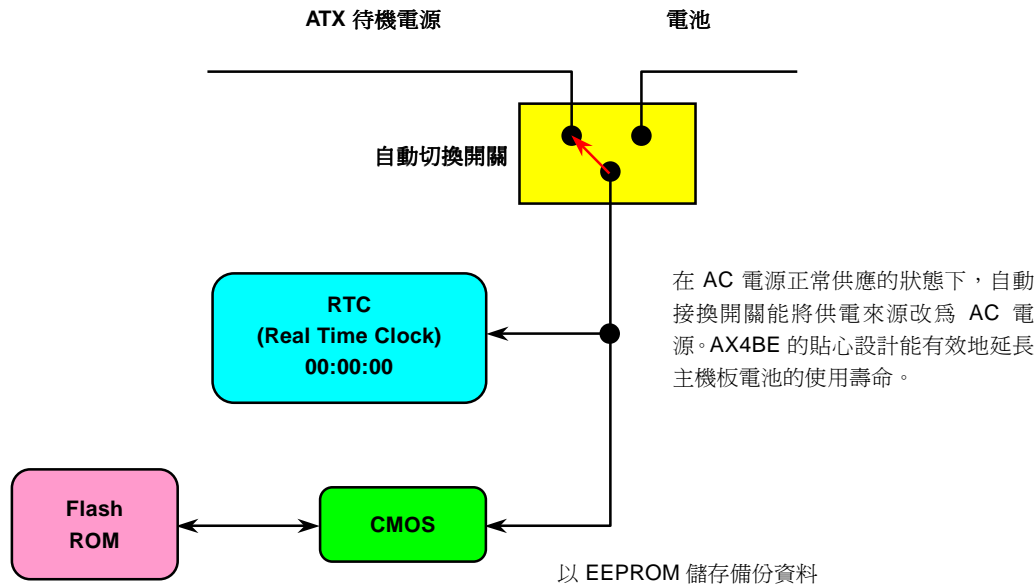 ATX 待機電源
電池
自動切換開關
在 AC 電源正常供應的狀態下，自動
接換開關能將供電來源改爲 AC 電
源。AX4BE 的貼心設計能有效地延長
主機板電池的使用壽命。
RTC
(Real Time Clock)
00:00:00
Flash
ROM
CMOS
以 EEPROM 儲存備份資料